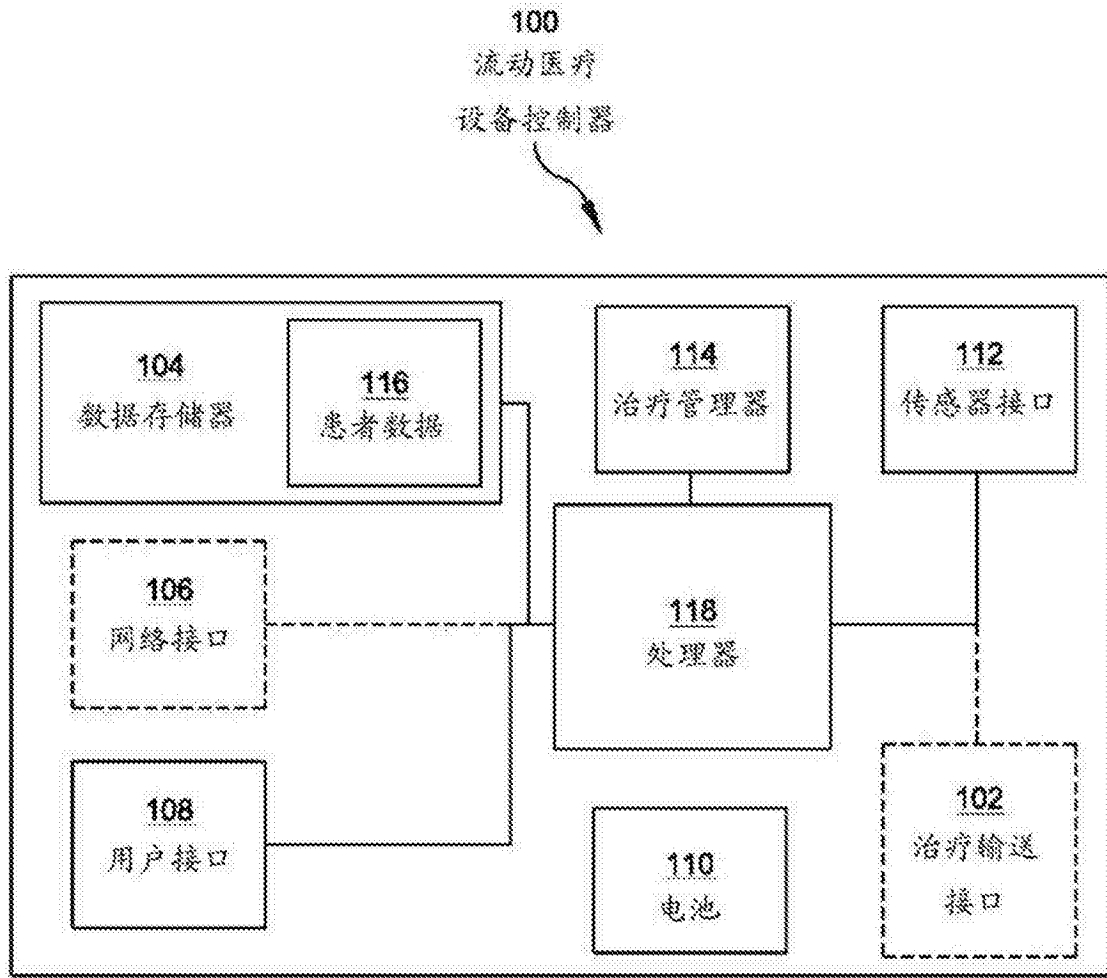 100
流动医疗
设备控制器
104
数据存储器
116
患者数据
114
治疗管理器
112
传感器接口
106
网络接口
118
处理器
108
用户接口
110
电池
102
治疗输送
接口